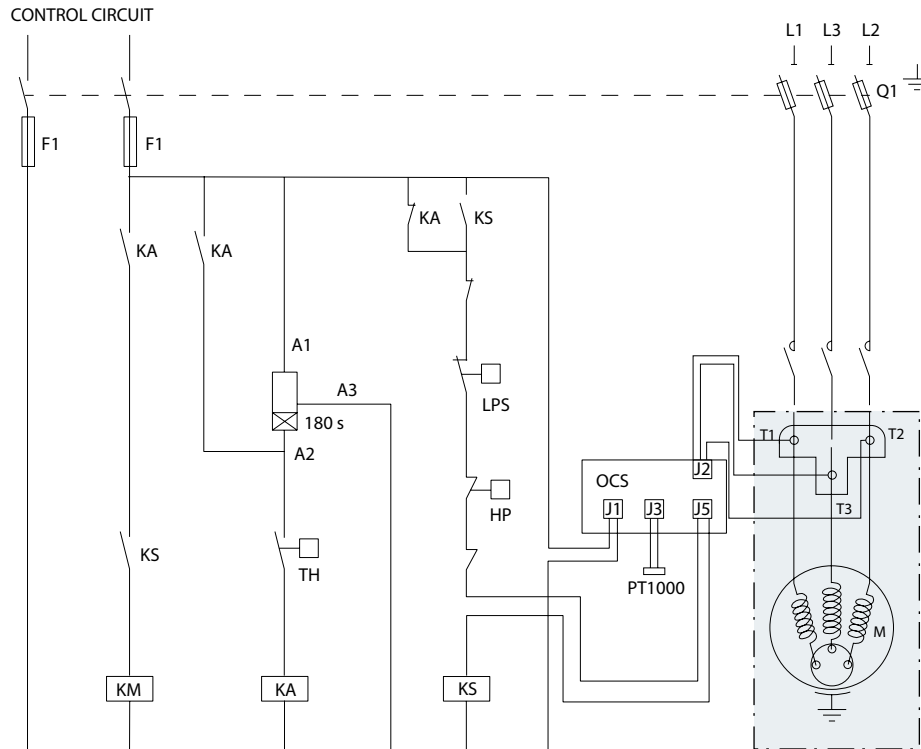 CONTROL CIRCUIT
L1 L3 L2
Q1
F1 F1
KA KS
KA KA
A1
A3
LPS
180 s
A2
T1 T2
J2
OCS
J1 J3 J5
HP
T3
KS
TH
PT1000
M
KM KA KS